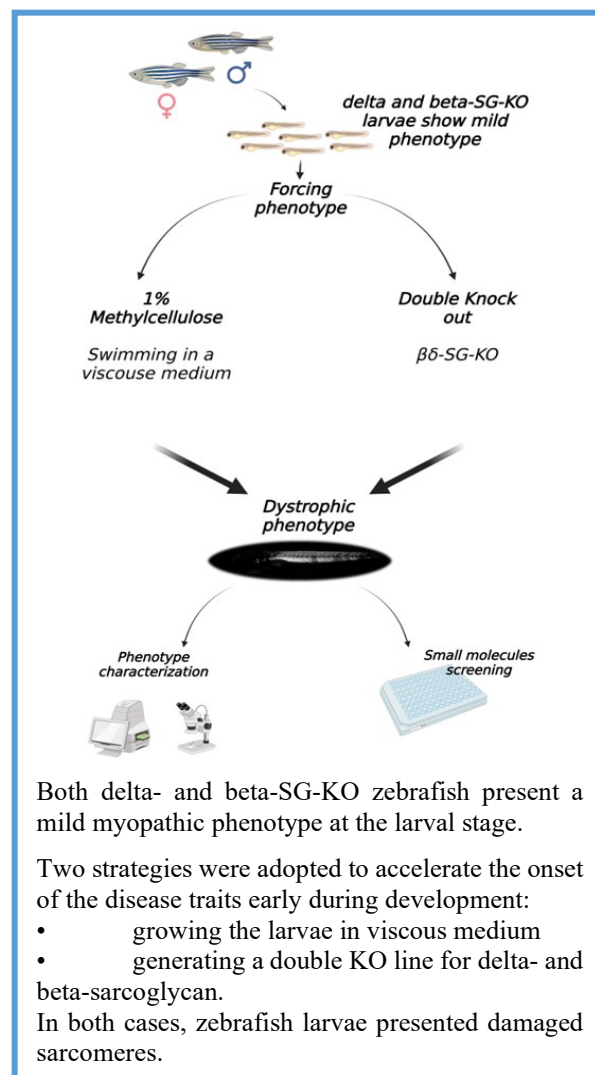 delta and beta-SG-KO
larvae show mild
phenotype
Forcing
phenotype
1%
Methylcellulose
Swimming in a
viscouse medium
Double Knock
out
βδ-SG-KO
Dystrophic
phenotype
Phenotype
characterization
Small molecules
screening
Both delta- and beta-SG-KO zebrafish present a
mild myopathic phenotype at the larval stage.
Two strategies were adopted to accelerate the onset
of the disease traits early during development:
• growing the larvae in viscous medium
• generating a double KO line for delta- and
beta-sarcoglycan.
In both cases, zebrafish larvae presented damaged
sarcomeres.